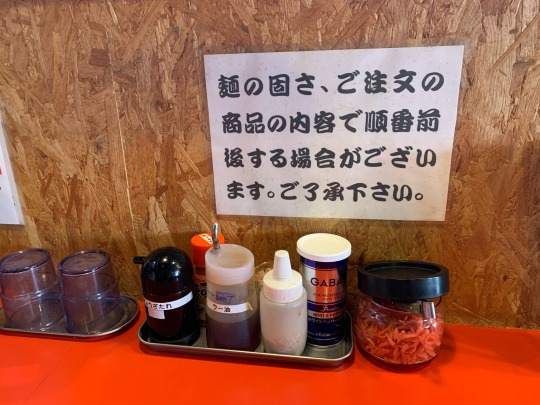 麺の固さ、ご注文の
商品の内容で順番前
後する場合がござい
ます。ご了承下さい。
ラー油
GABAN